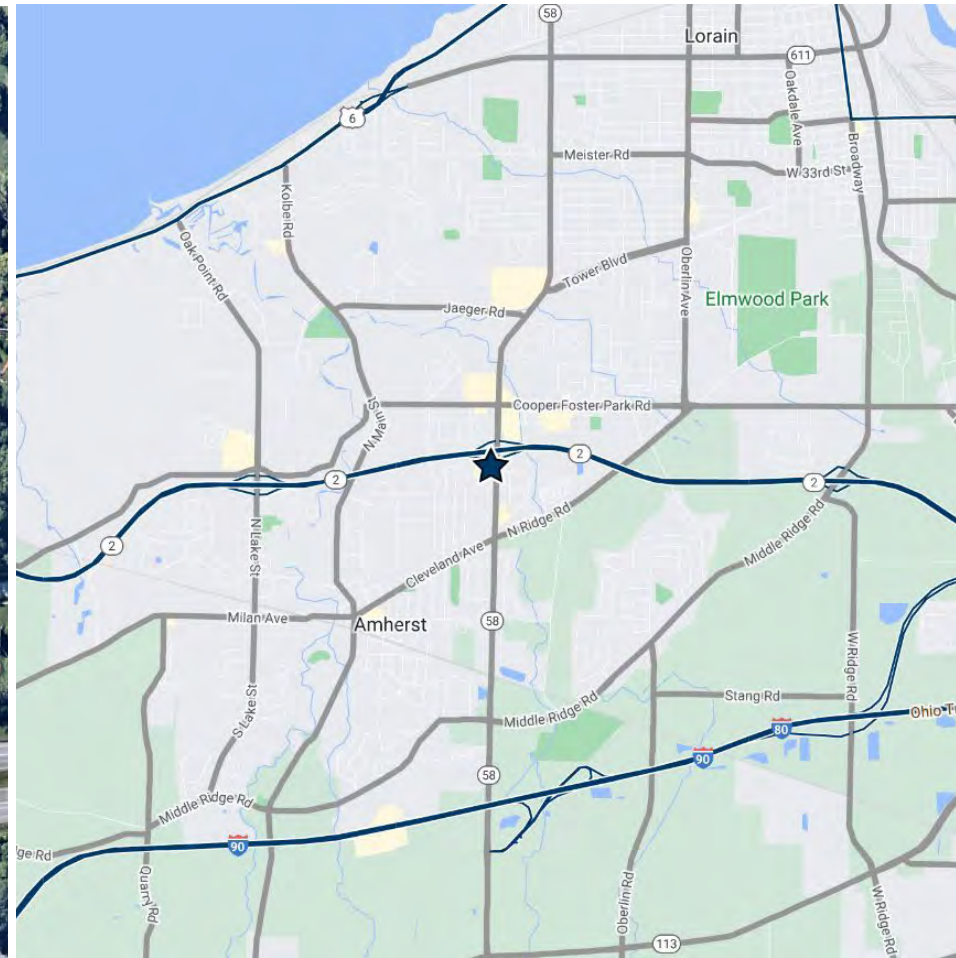 58
Lorain
611
6
Oakdale Ave
Meister Rd
Broadway
W 33rd St
Kolbe Rd
Oak Point Rd
Tower Blvd
Oberlin Ave
Elmwood Park
Jaeger Rd
N Main St
Cooper Foster Park Rd
2
2
2
2
N Lake St
N Ridge Rd
Cleveland Ave
Middle Ridge Rd
Milan Ave
Amherst
58
W Ridge Rd
S Lake St
Stang Rd
Middle Ridge Rd
Ohio T
80
90
58
Middle Ridge Rd
90
ge Rd
Quarry Rd
Oberlin Rd
W Ridge Rd
113